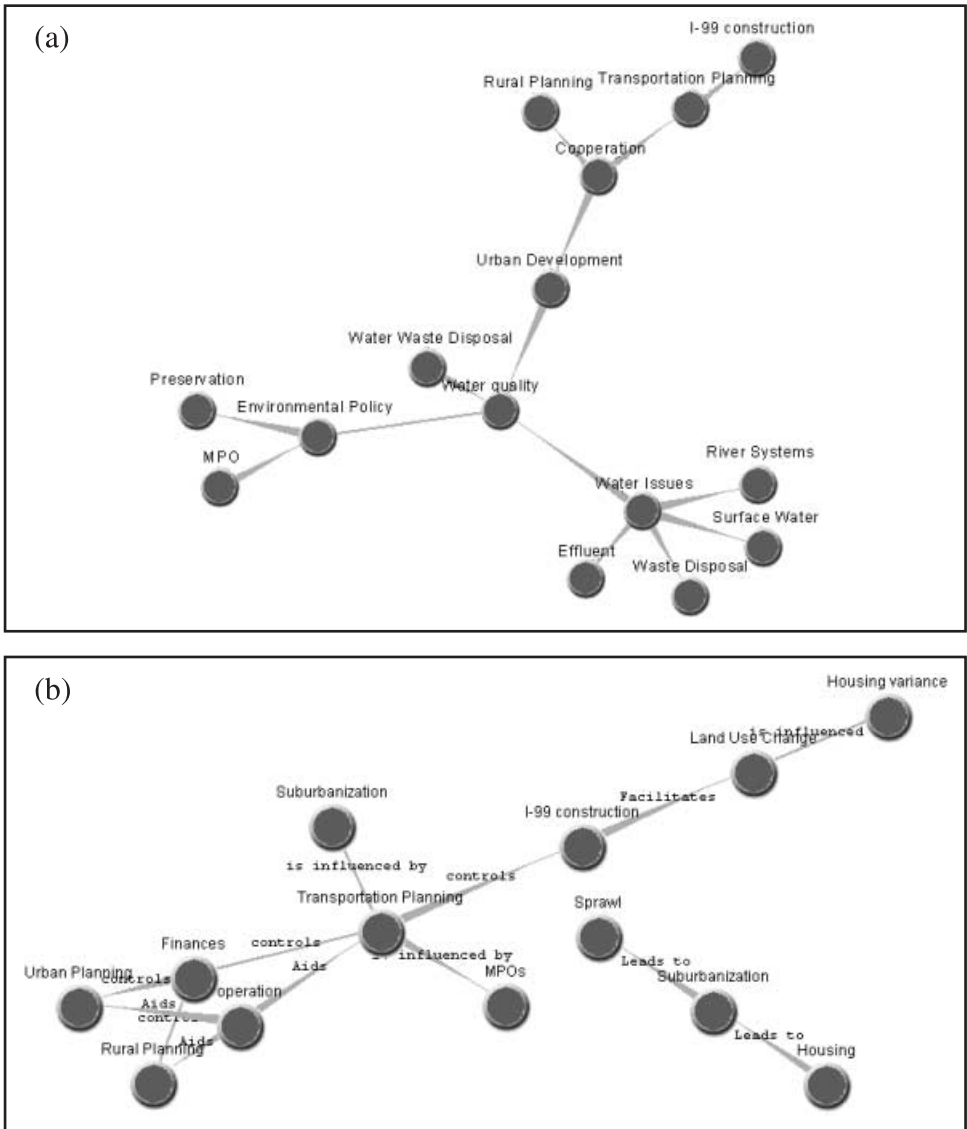 (a)
I-99 construction
Rural Planning
Transportation Planning
Cooperation
Urban Development
Water Waste Disposal
Water quality
Preservation
Environmental Policy
MPO
River Systems
Water Issues
Surface Water
Effluent
Waste Disposal
(b)
Housing variance
is influenced
Land Use Change
Suburbanization
Facilitates
I-99 construction
is influenced by
controls
Transportation Planning
Sprawl
controls
Finances
influenced by
Leads to
Aids
Urban Planning
controls
MPOs
Suburbanization
operation
Aids
Leads to
Aids
Rural Planning
Housing